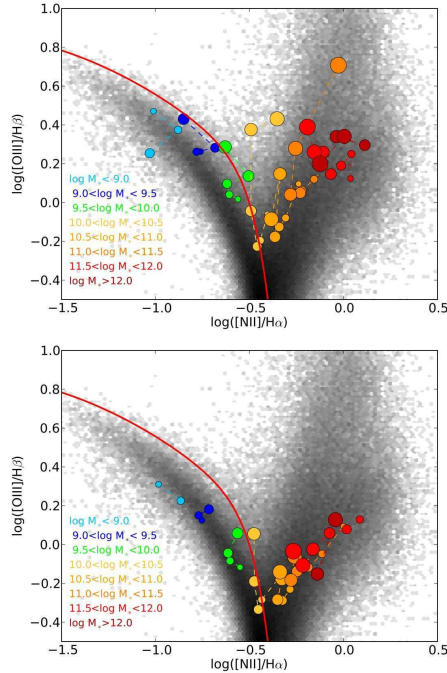 1.0
0.8
0.6
0.4
0.2
0.0
−0.2
−0.4
log([OIII]/Hβ)
log M*<-9.0
9.0<log M*< 9.5
9.5<log M*<10.0
10.0<log M*<10.5
10.5<log M*<11.0
11.0<log M*<11.5
11.5<log M*<12.0
log M*>12.0
−1.5 −1.0 −0.5 0.0 0.5
log([NII]/Hα)
1.0
0.8
0.6
0.4
0.2
0.0
−0.2
−0.4
log([OIII]/Hβ)
log M*<-9.0
9.0<log M*< 9.5
9.5<log M*<10.0
10.0<log M*<10.5
10.5<log M*<11.0
11.0<log M*<11.5
11.5<log M*<12.0
log M*>12.0
−1.5 −1.0 −0.5 0.0 0.5
log([NII]/Hα)